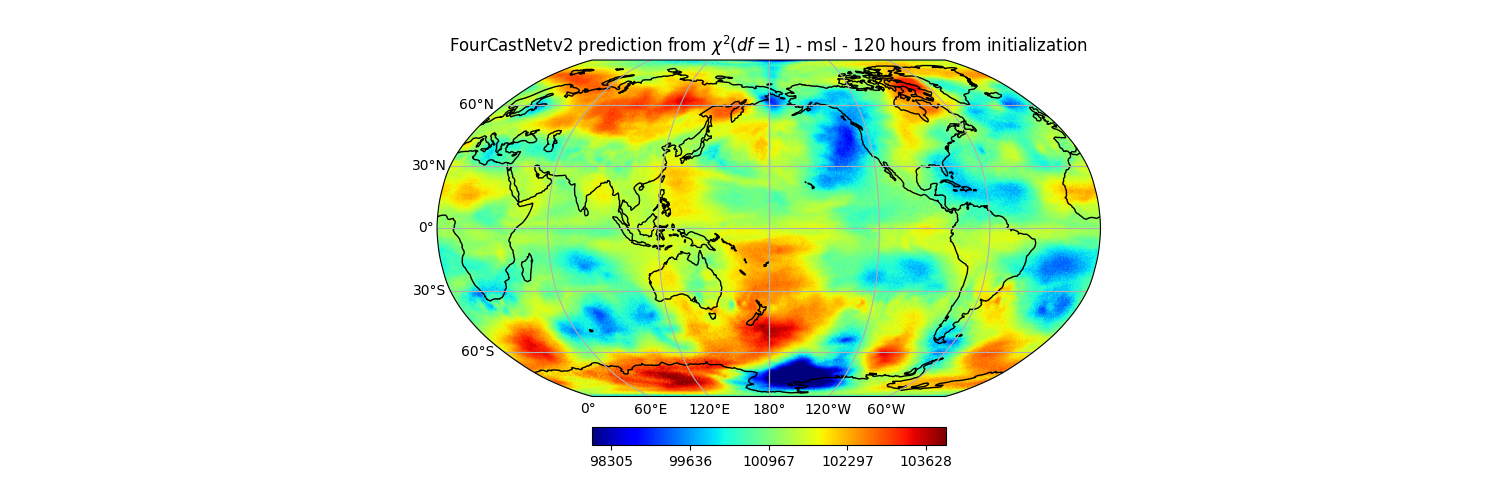 FourCastNetv2 prediction from χ²(df = 1) - msl - 120 hours from initialization
60°N
30°N
0°
30°S
60°S
0° 60°E 120°E 180° 120°W 60°W
98305 99636 100967 102297 103628